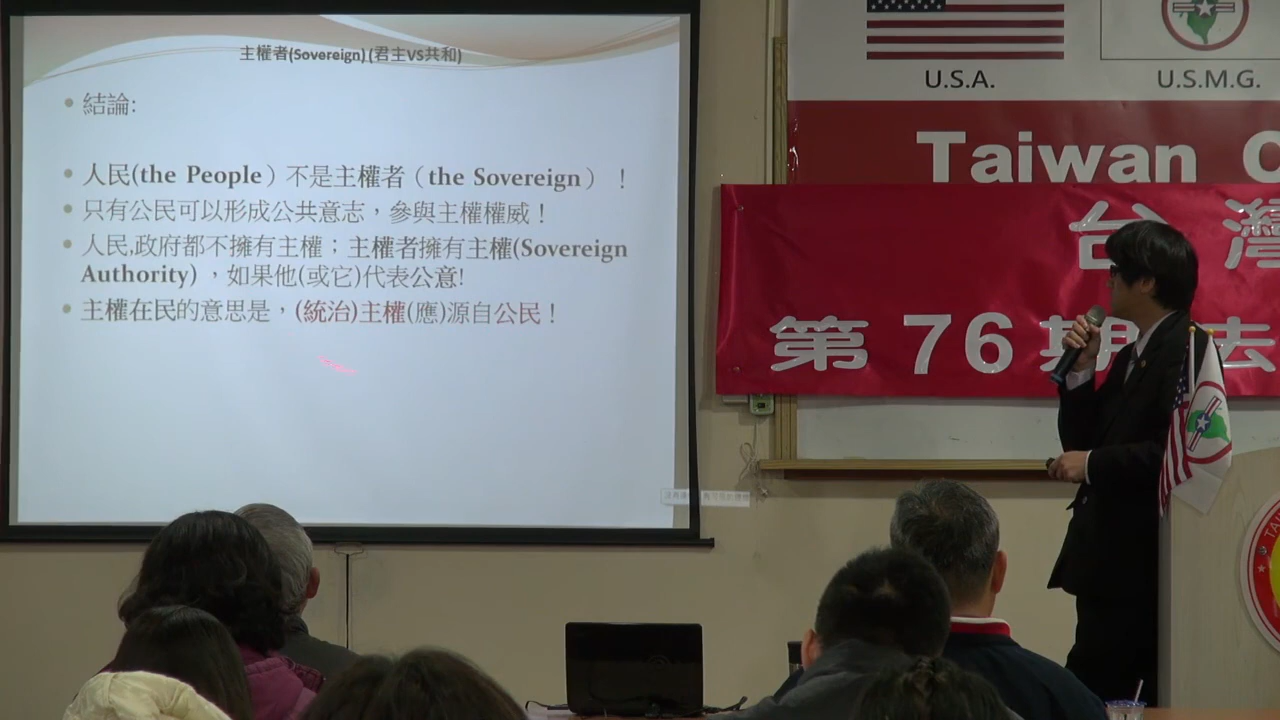 主權者(Sovereign)(君主VS共和)
結論:
人民(the People）不是主權者（the Sovereign）！
只有公民可以形成公共意志，參與主權權威！
人民,政府都不擁有主權；主權者擁有主權(Sovereign
Authority) ，如果他(或它)代表公意!
主權在民的意思是，(統治)主權(應)源自公民！
U.S.A.
U.S.M.G.
Taiwan C
台灣
第 76 期 法